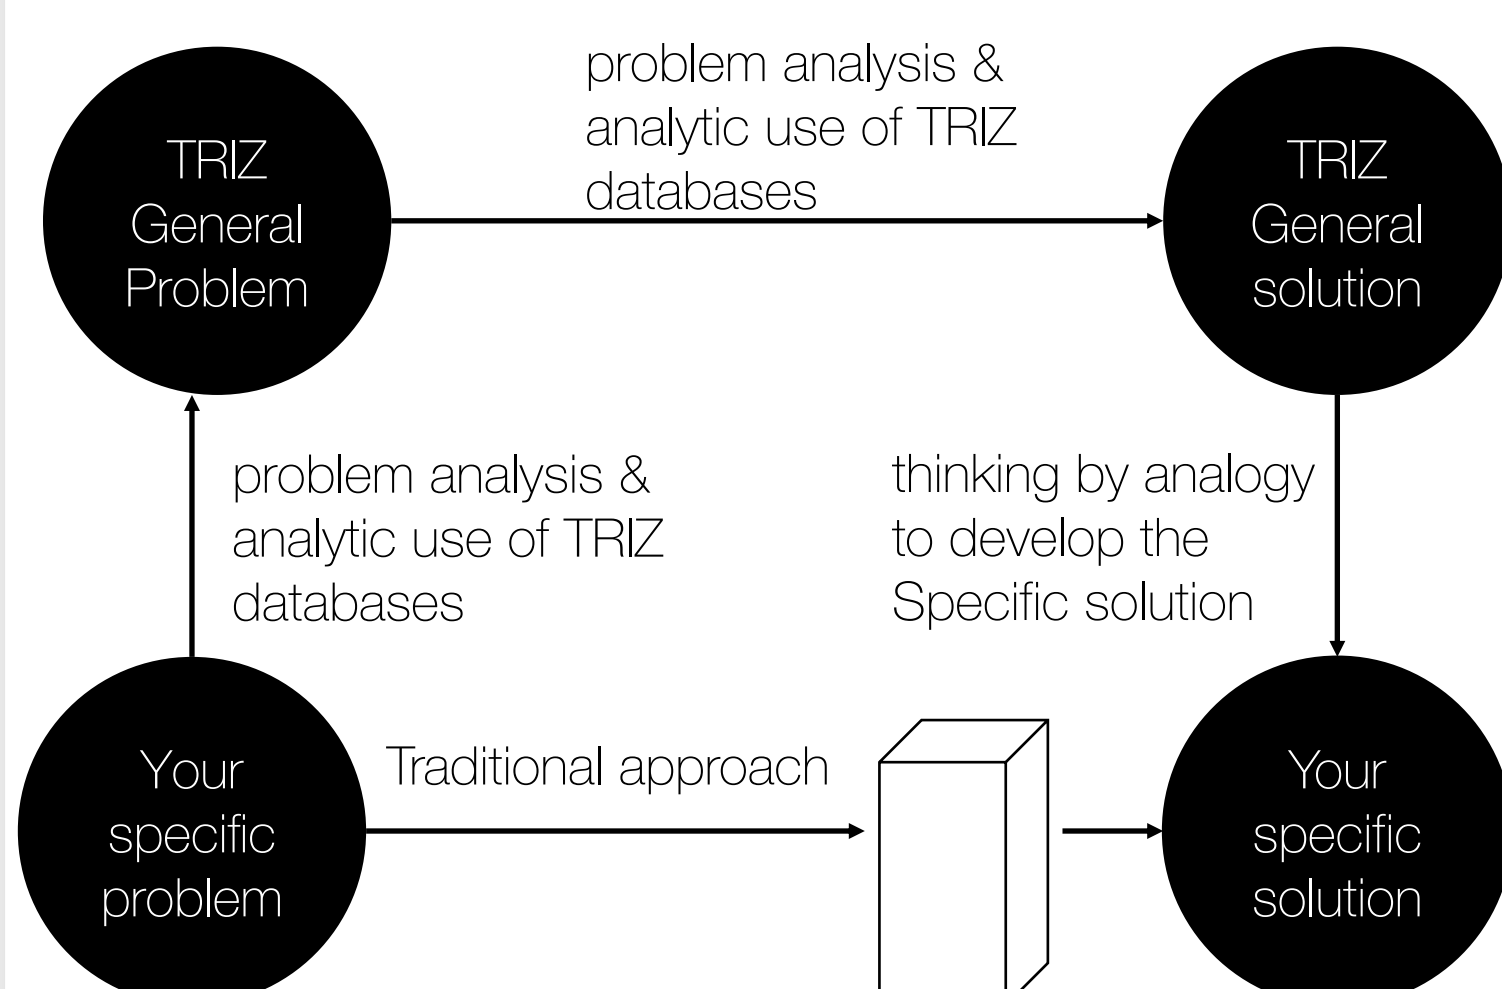 problem analysis &
analytic use of TRIZ
databases
TRIZ
General
Problem
TRIZ
General
solution
problem analysis &
analytic use of TRIZ
databases
thinking by analogy
to develop the
Specific solution
Traditional approach
Your
specific
problem
Your
specific
solution